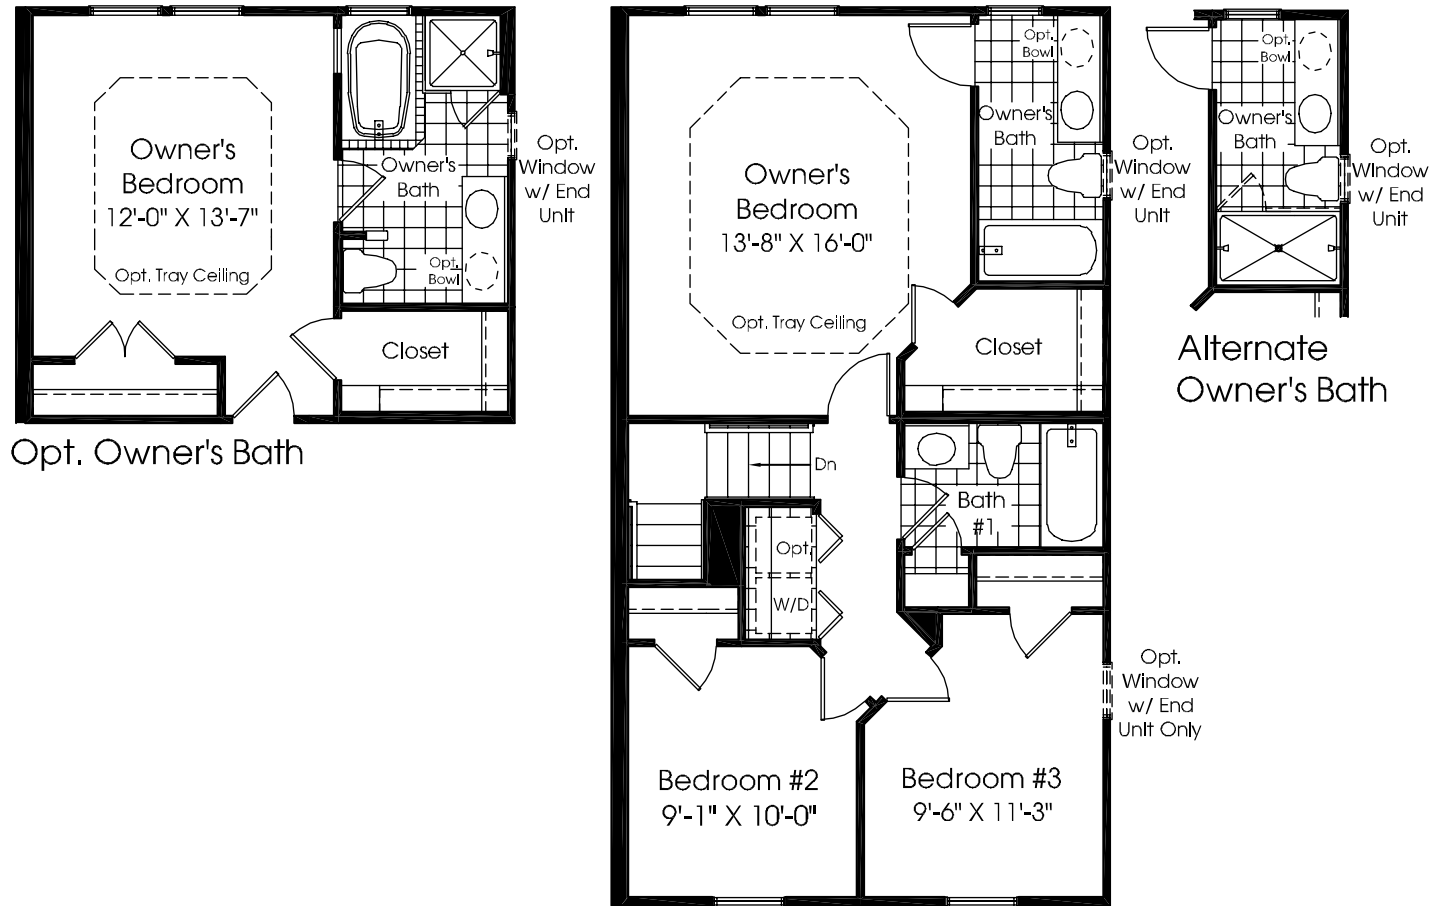 Owner's
Bedroom
12'-0" X 13'-7"
Opt. Tray Ceiling
Owner's
Bath
Opt.
Bowl
Opt.
Window
w/ End
Unit
Closet
Opt. Owner's Bath
Owner's
Bedroom
13'-8" X 16'-0"
Opt. Tray Ceiling
Opt.
Bowl
Owner's
Bath
Opt.
Window
w/ End
Unit
Closet
Dn
Bath
#1
Opt.
W/D
Bedroom #2
9'-1" X 10'-0"
Bedroom #3
9'-6" X 11'-3"
Opt.
Window
w/ End
Unit Only
Opt.
Bowl
Owner's
Bath
Opt.
Window
w/ End
Unit
Alternate
Owner's Bath